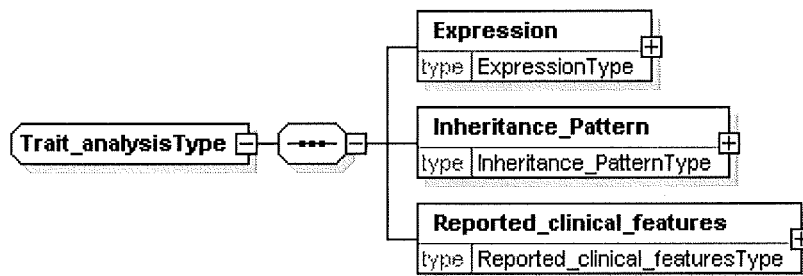 Expression
type ExpressionType
Trait_analysisType
Inheritance_Pattern
type Inheritance_PatternType
Reported_clinical_features
type Reported_clinical_featuresType